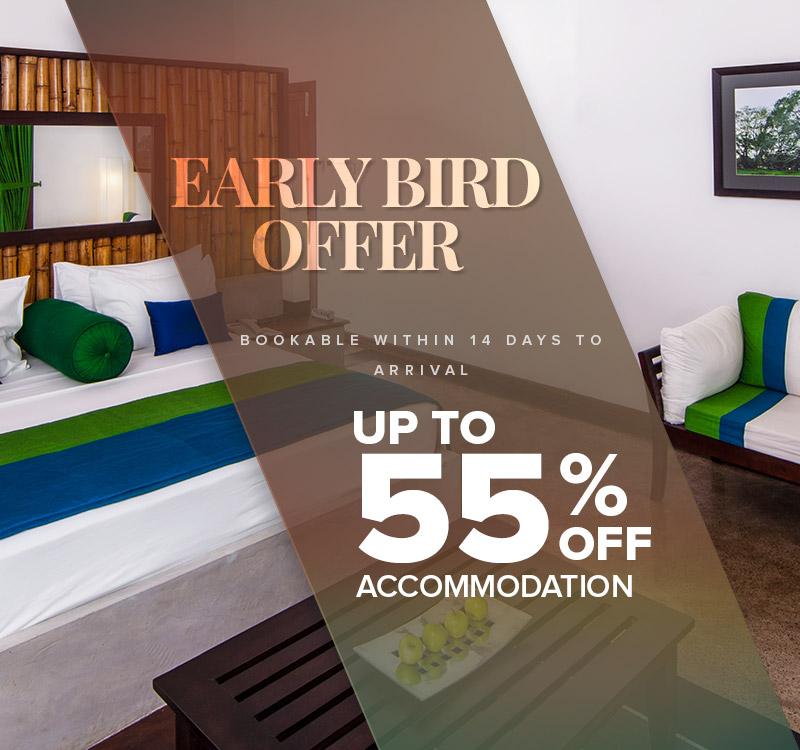 EARLY BIRD
OFFER
BOOKABLE WITHIN 14 DAYS TO
ARRIVAL
UP TO
55%
OFF
ACCOMMODATION